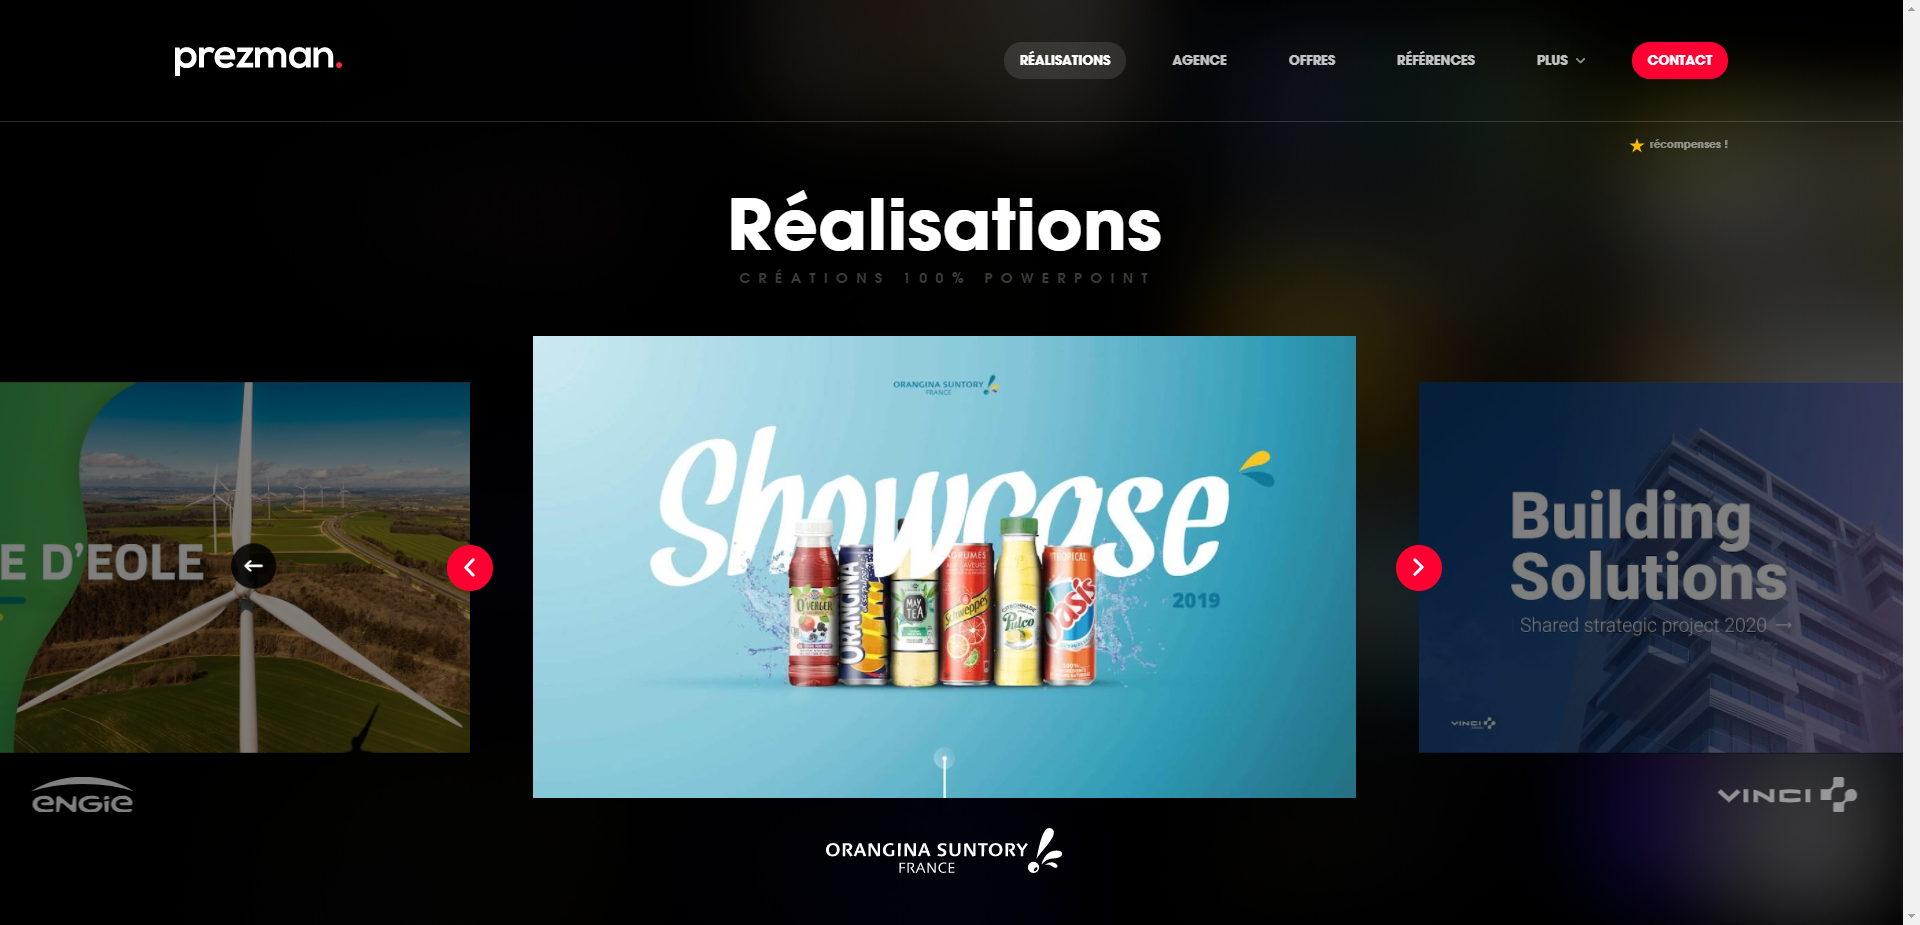 prezman.
RÉALISATIONS
AGENCE
OFFRES
RÉFÉRENCES
PLUS
CONTACT
récompenses !
Réalisations
CRÉATIONS 100% POWERPOINT
E D'EOLE
ENGIE
ORANGINA SUNTORY
FRANCE
Showcase
2019
O'VERGER
ORANGINA
MAY TEA
AGRUMES
Schweppes
CITRONNADE
Pulco
TROPICAL
Oasis
ORANGINA SUNTORY
FRANCE
Building
Solutions
Shared strategic project 2020 →
VINCI
VINCI